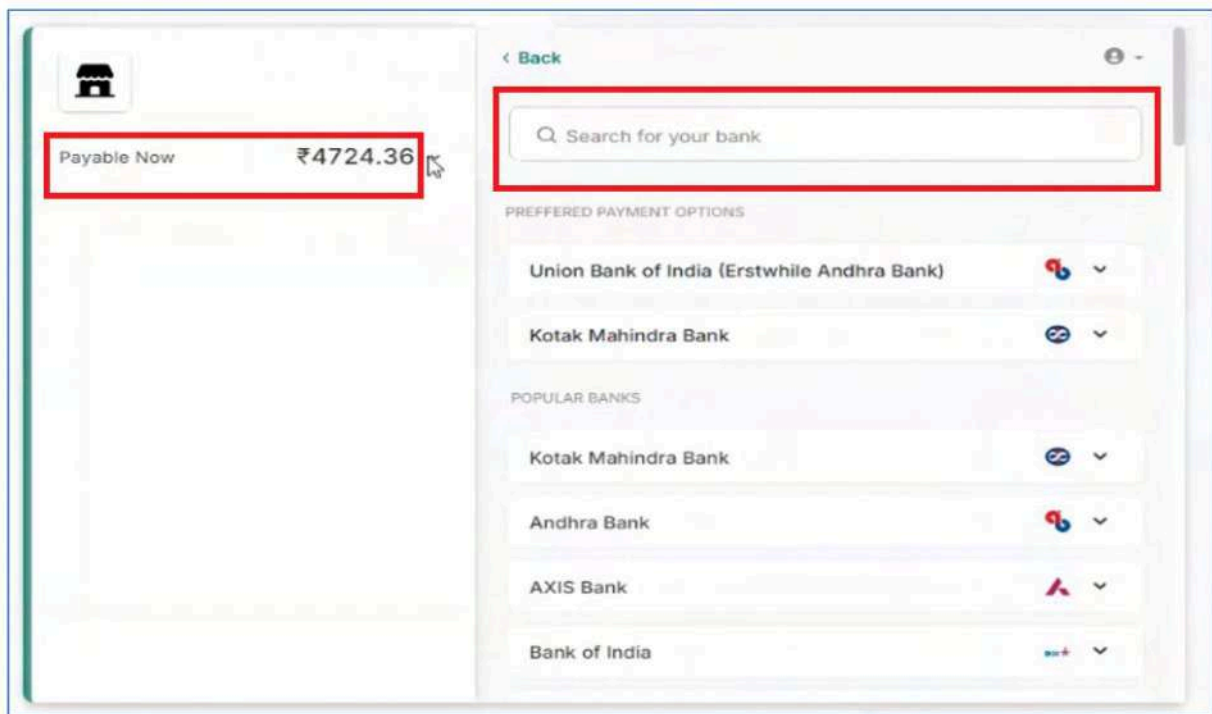 Payable Now ₹4724.36
< Back
Search for your bank
PREFFERED PAYMENT OPTIONS
Union Bank of India (Erstwhile Andhra Bank)
Kotak Mahindra Bank
POPULAR BANKS
Kotak Mahindra Bank
Andhra Bank
AXIS Bank
Bank of India